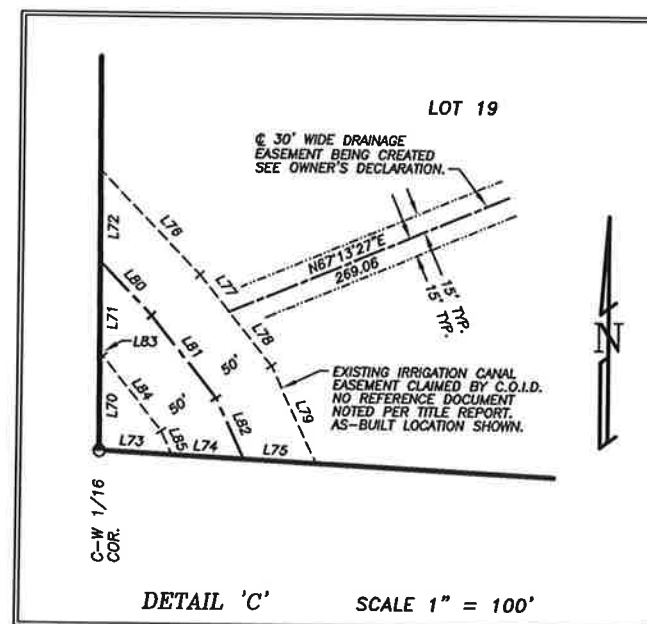 LOT 19
℄ 30' WIDE DRAINAGE
EASEMENT BEING CREATED
SEE OWNER'S DECLARATION.
L72
L76
L77
N67°13'27"E
269.06
15' TYP.
15' TYP.
L80
L71
L83
L81
50'
L78
L84
50'
L70
L82
L79
L85
L73
L74
L75
EXISTING IRRIGATION CANAL
EASEMENT CLAIMED BY C.O.I.D.
NO REFERENCE DOCUMENT
NOTED PER TITLE REPORT.
AS-BUILT LOCATION SHOWN.
N
C-W 1/16
COR.
DETAIL 'C'
SCALE 1" = 100'